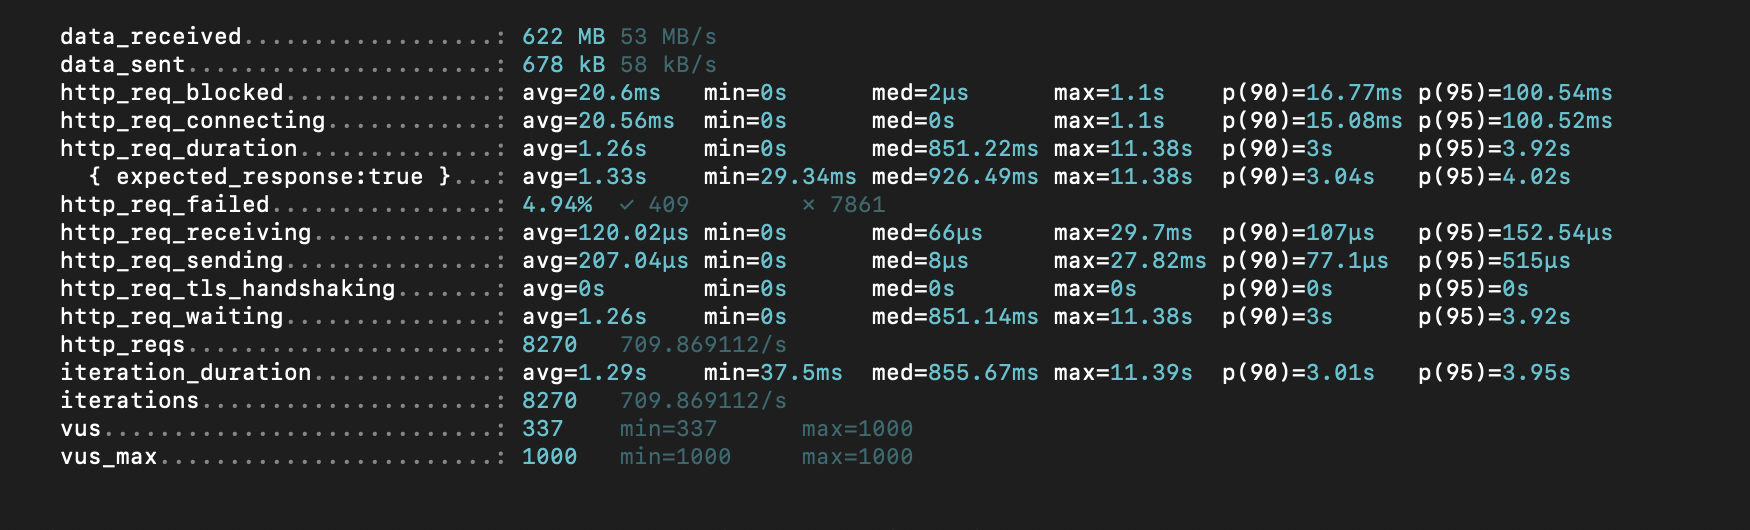 data_received..................: 622 MB 53 MB/s
data_sent......................: 678 kB 58 kB/s
http_req_blocked...............: avg=20.6ms min=0s med=2µs max=1.1s p(90)=16.77ms p(95)=100.54ms
http_req_connecting............: avg=20.56ms min=0s med=0s max=1.1s p(90)=15.08ms p(95)=100.52ms
http_req_duration..............: avg=1.26s min=0s med=851.22ms max=11.38s p(90)=3s p(95)=3.92s
{ expected_response:true }...: avg=1.33s min=29.34ms med=926.49ms max=11.38s p(90)=3.04s p(95)=4.02s
http_req_failed................: 4.94% ✓ 409 ✗ 7861
http_req_receiving.............: avg=120.02µs min=0s med=66µs max=29.7ms p(90)=107µs p(95)=152.54µs
http_req_sending...............: avg=207.04µs min=0s med=8µs max=27.82ms p(90)=77.1µs p(95)=515µs
http_req_tls_handshaking.......: avg=0s min=0s med=0s max=0s p(90)=0s p(95)=0s
http_req_waiting...............: avg=1.26s min=0s med=851.14ms max=11.38s p(90)=3s p(95)=3.92s
http_reqs......................: 8270 709.869112/s
iteration_duration.............: avg=1.29s min=37.5ms med=855.67ms max=11.39s p(90)=3.01s p(95)=3.95s
iterations.....................: 8270 709.869112/s
vus............................: 337 min=337 max=1000
vus_max........................: 1000 min=1000 max=1000